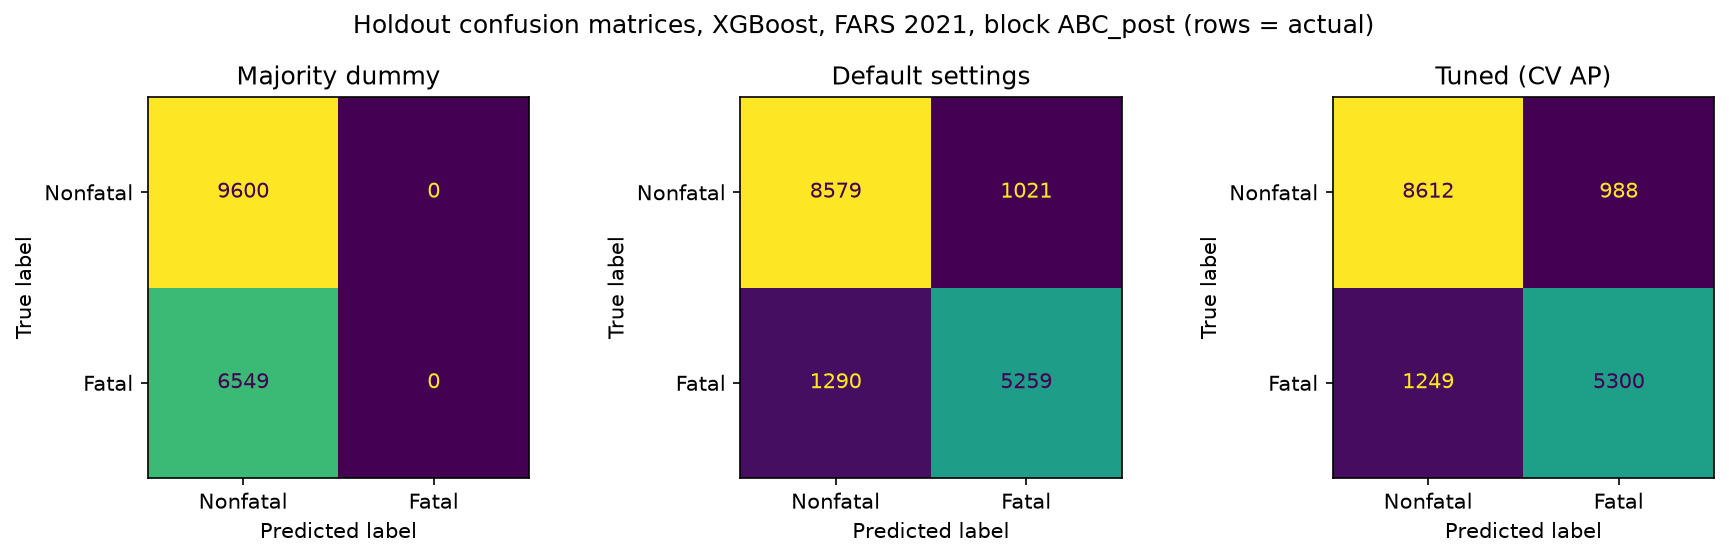 Holdout confusion matrices, XGBoost, FARS 2021, block ABC_post (rows = actual)
Majority dummy
True label
Nonfatal
9600
0
Fatal
6549
0
Nonfatal
Fatal
Predicted label
Default settings
True label
Nonfatal
8579
1021
Fatal
1290
5259
Nonfatal
Fatal
Predicted label
Tuned (CV AP)
True label
Nonfatal
8612
988
Fatal
1249
5300
Nonfatal
Fatal
Predicted label